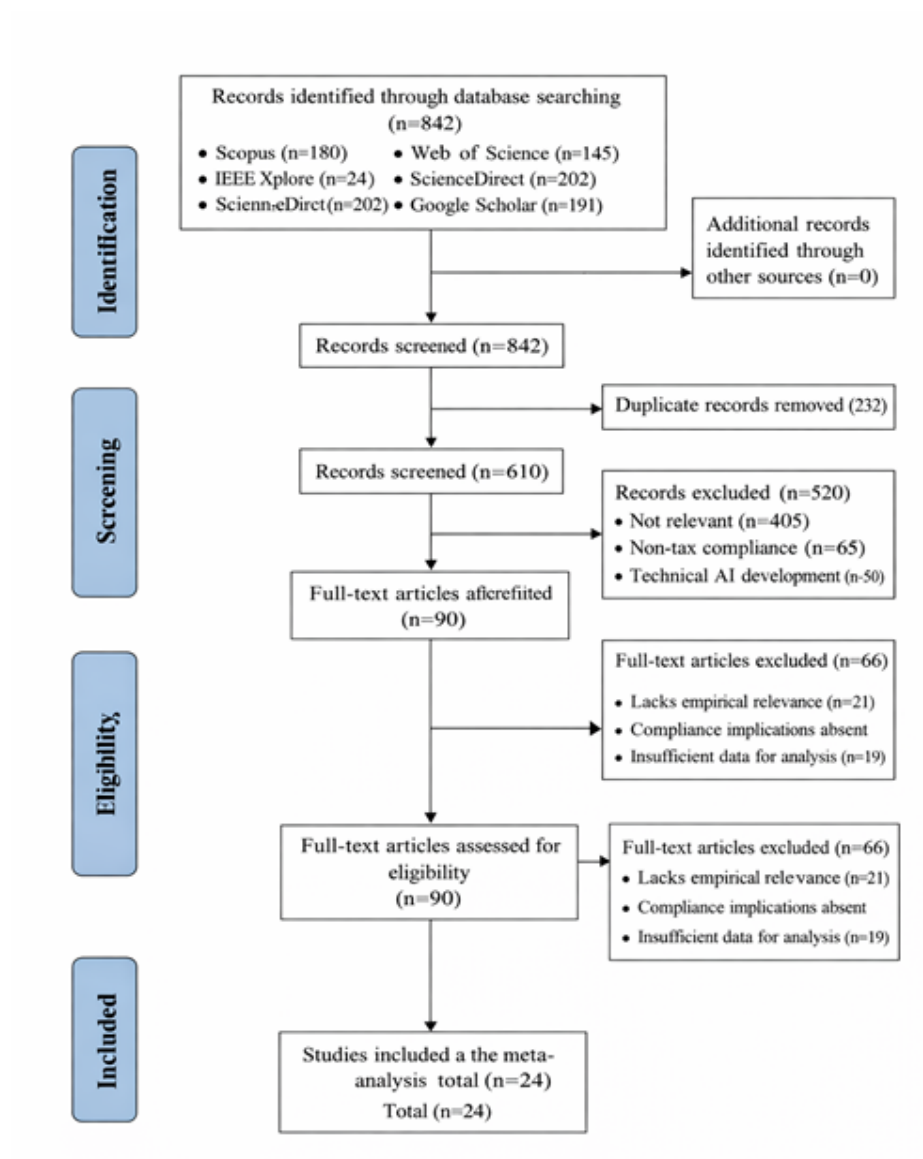 Records identified through database searching
(n=842)
• Scopus (n=180) • Web of Science (n=145)
• IEEE Xplore (n=24) • ScienceDirect (n=202)
• ScienneDirct (n=202) • Google Scholar (n=191)
Identification
Additional records
identified through
other sources (n=0)
Records screened (n=842)
Duplicate records removed (232)
Screening
Records screened (n=610)
Records excluded (n=520)
• Not relevant (n=405)
• Non-tax compliance (n=65)
• Technical AI development (n-50)
Full-text articles
(n=90)
Eligibility
Full-text articles excluded (n=66)
• Lacks empirical relevance (n=21)
• Compliance implications absent
• Insufficient data for analysis (n=19)
Full-text articles assessed for
eligibility
(n=90)
Full-text articles excluded (n=66)
• Lacks empirical relevance (n=21)
• Compliance implications absent
• Insufficient data for analysis (n=19)
Included
Studies included a the meta-
analysis total (n=24)
Total (n=24)